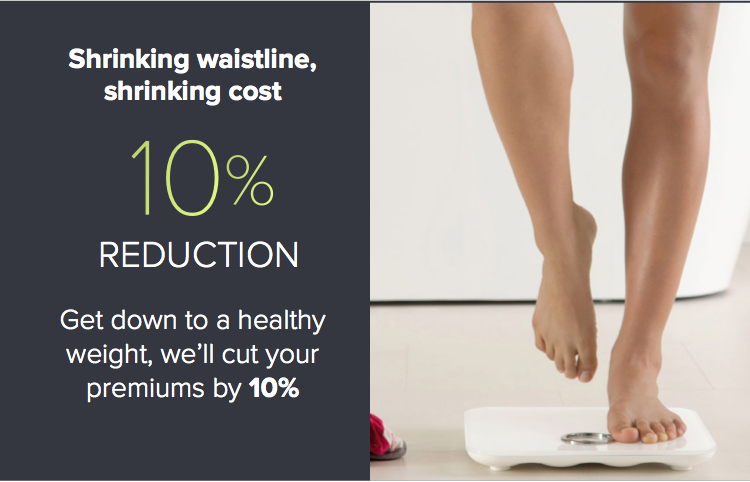 Shrinking waistline,
shrinking cost
10%
REDUCTION
Get down to a healthy
weight, we'll cut your
premiums by 10%